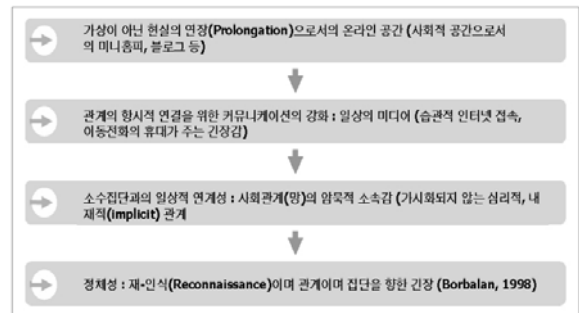 가상이 아닌 현실의 연장(Prolongation)으로서의 온라인 공간 (사회적 공간으로서
의 미니홈피, 블로그 등)
관계의 항시적 연결을 위한 커뮤니케이션의 강화 : 일상의 미디어 (습관적 인터넷 접속,
이동전화의 휴대가 주는 긴장감)
소수집단과의 일상적 연계성 : 사회관계(망)의 암묵적 소속감 (가시화되지 않는 심리적, 내
재적(implicit) 관계
정체성 : 재-인식(Reconnaissance)이며 관계이며 집단을 향한 긴장 (Borbalan, 1998)